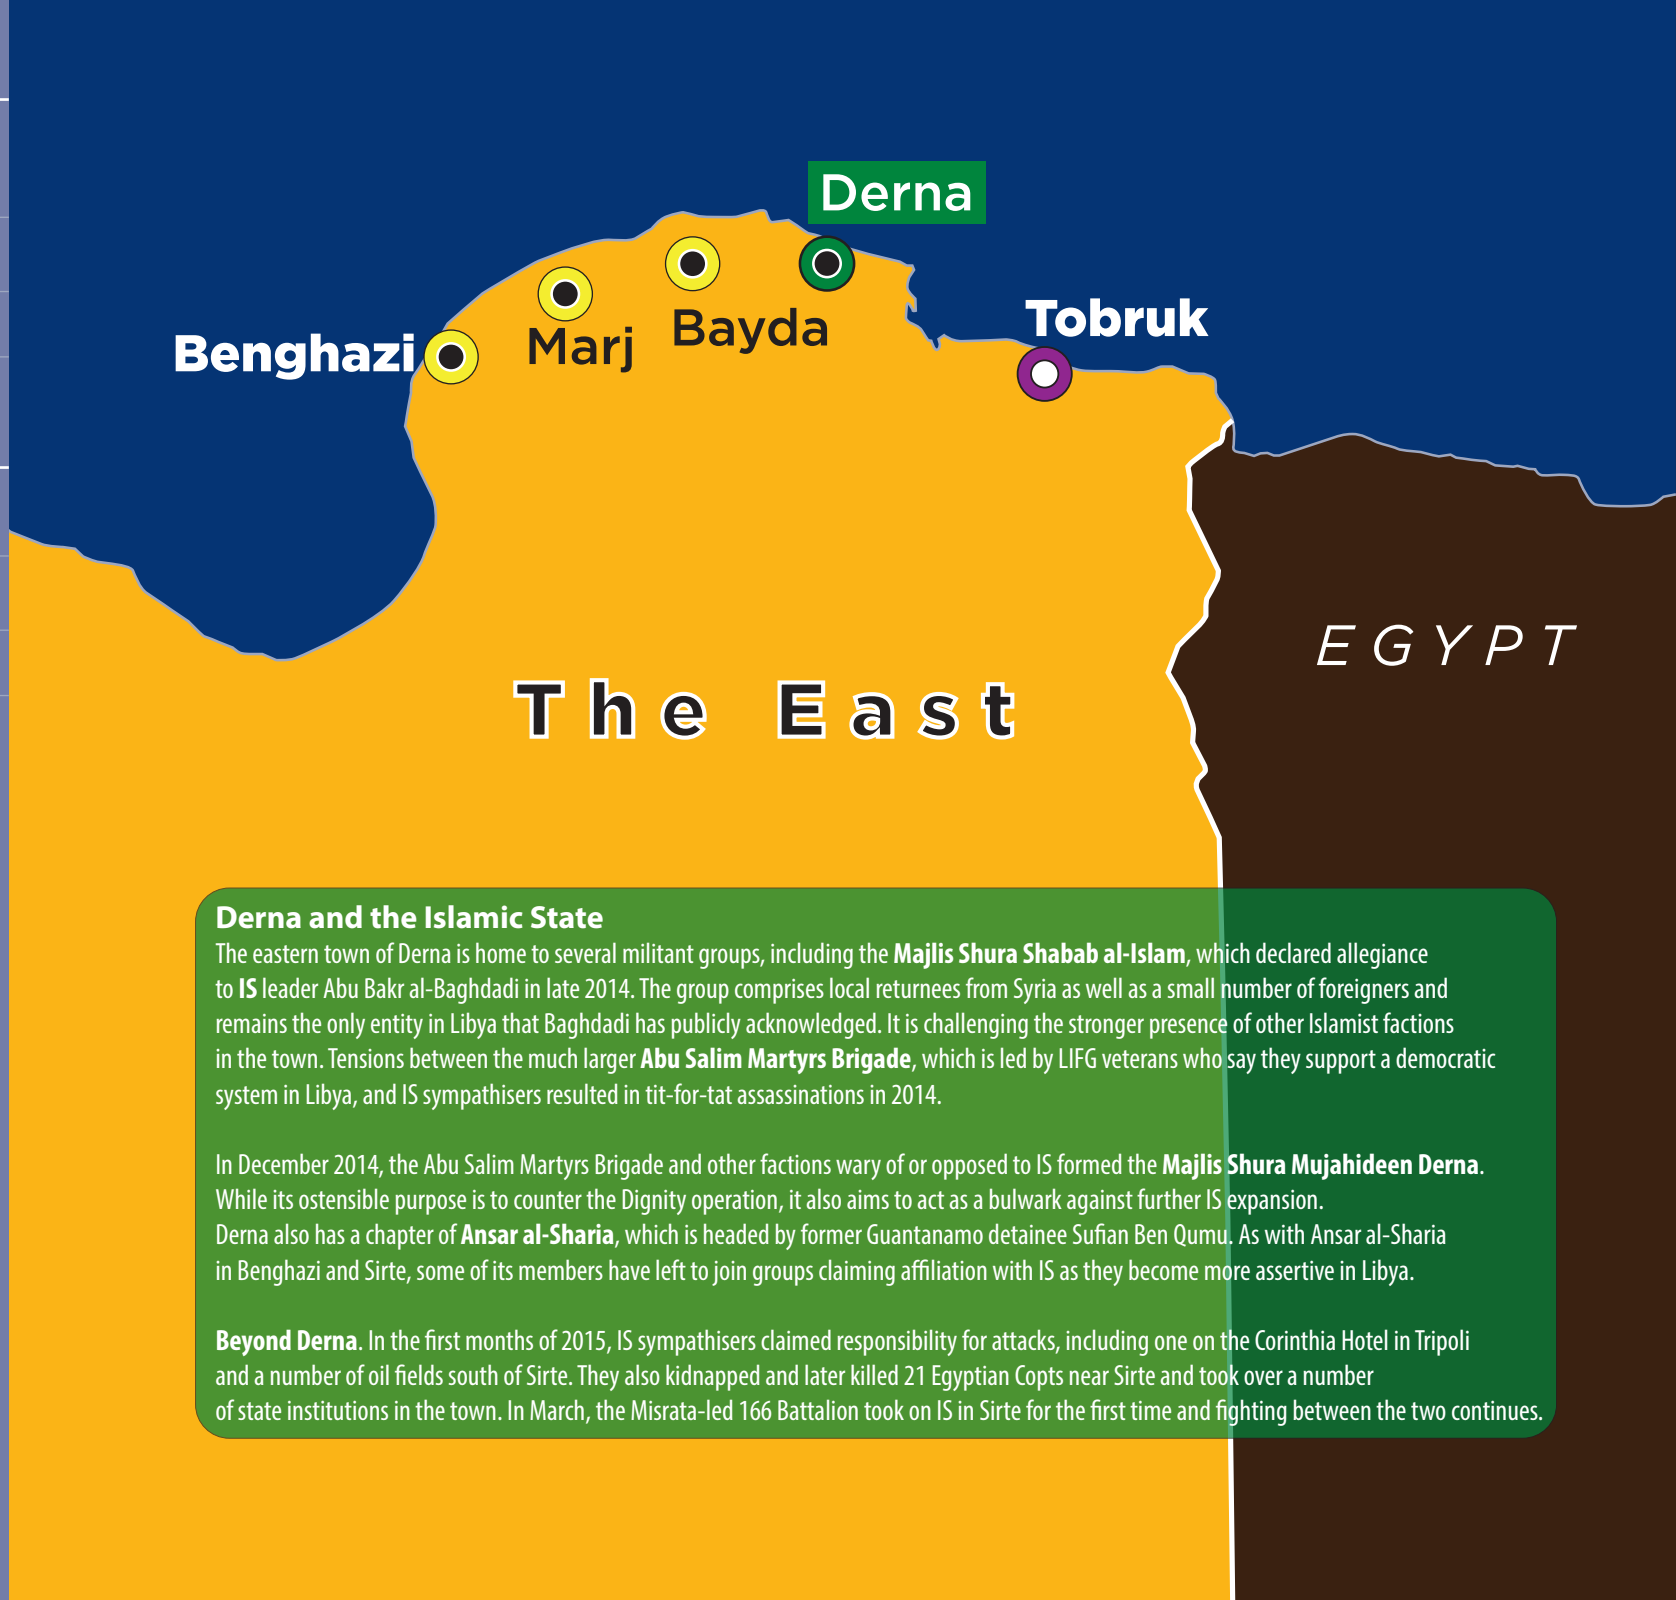 Derna
Tobruk
Benghazi
Marj
Bayda
EGYPT
The East
Derna and the Islamic State
The eastern town of Derna is home to several militant groups, including the Majlis Shura Shabab al-Islam, which declared allegiance
to IS leader Abu Bakr al-Baghdadi in late 2014. The group comprises local returnees from Syria as well as a small number of foreigners and
remains the only entity in Libya that Baghdadi has publicly acknowledged. It is challenging the stronger presence of other Islamist factions
in the town. Tensions between the much larger Abu Salim Martyrs Brigade, which is led by LIFG veterans who say they support a democratic
system in Libya, and IS sympathisers resulted in tit-for-tat assassinations in 2014.
In December 2014, the Abu Salim Martyrs Brigade and other factions wary of or opposed to IS formed the Majlis Shura Mujahideen Derna.
While its ostensible purpose is to counter the Dignity operation, it also aims to act as a bulwark against further IS expansion.
Derna also has a chapter of Ansar al-Sharia, which is headed by former Guantanamo detainee Sufian Ben Qumu. As with Ansar al-Sharia
in Benghazi and Sirte, some of its members have left to join groups claiming affiliation with IS as they become more assertive in Libya.
Beyond Derna. In the first months of 2015, IS sympathisers claimed responsibility for attacks, including one on the Corinthia Hotel in Tripoli
and a number of oil fields south of Sirte. They also kidnapped and later killed 21 Egyptian Copts near Sirte and took over a number
of state institutions in the town. In March, the Misrata-led 166 Battalion took on IS in Sirte for the first time and fighting between the two continues.